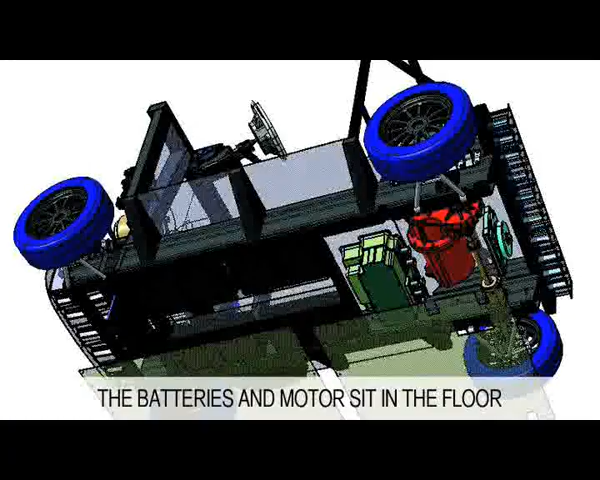 THE BATTERIES AND MOTOR SIT IN THE FLOOR